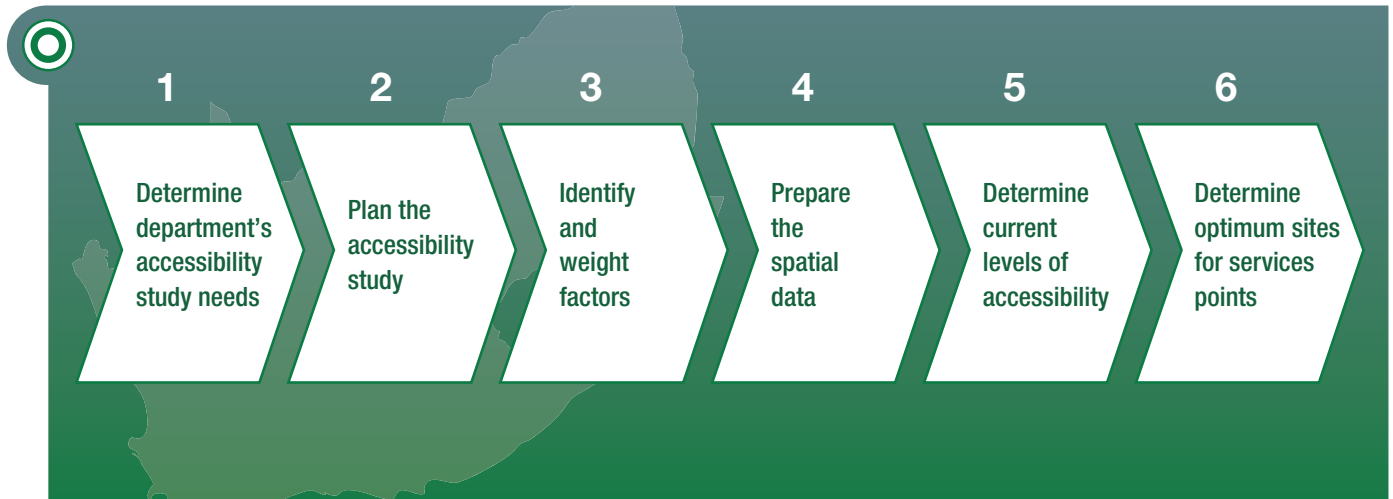 1
Determine
department's
accessibility
study needs
2
Plan the
accessibility
study
3
Identify
and
weight
factors
4
Prepare
the
spatial
data
5
Determine
current
levels of
accessibility
6
Determine
optimum sites
for services
points